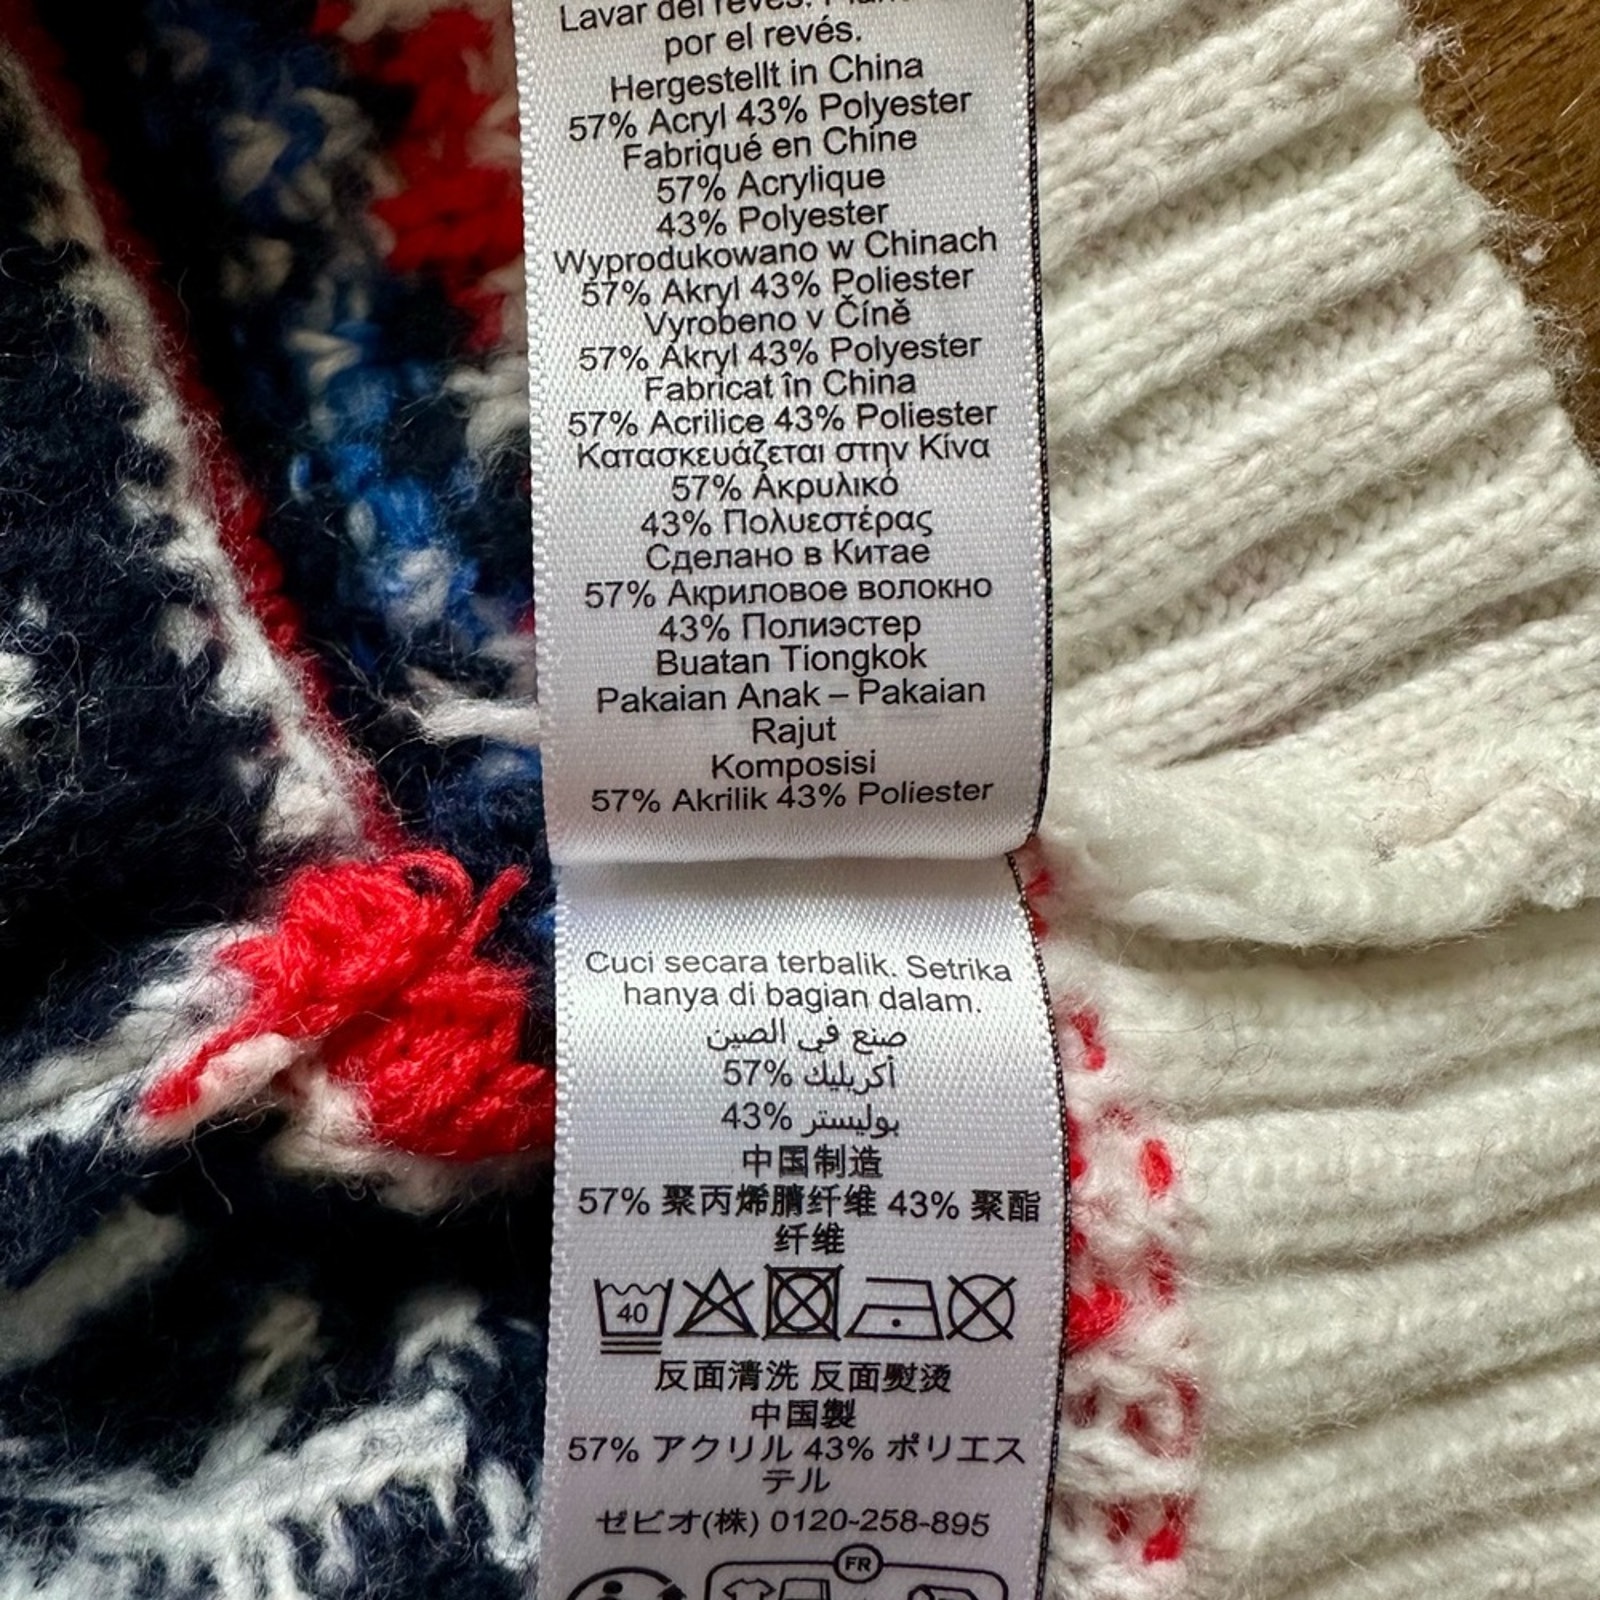 Lavar del revés.
por el revés.
Hergestellt in China
57% Acryl 43% Polyester
Fabriqué en Chine
57% Acrylique
43% Polyester
Wyprodukowano w Chinach
57% Akryl 43% Poliester
Vyrobeno v Číně
57% Akryl 43% Polyester
Fabricat în China
57% Acrilice 43% Poliester
Κατασκευάζεται στην Κίνα
57% Ακρυλικό
43% Πολυεστέρας
Сделано в Китае
57% Акриловое волокно
43% Полиэстер
Buatan Tiongkok
Pakaian Anak – Pakaian
Rajut
Komposisi
57% Akrilik 43% Poliester
Cuci secara terbalik. Setrika
hanya di bagian dalam.
صنع في الصين
57% أكريليك
43% بوليستر
中国制造
57% 聚丙烯腈纤维 43% 聚酯
纤维
40
反面清洗 反面熨烫
中国製
57% アクリル 43% ポリエス
テル
ゼビオ(株) 0120-258-895
FR